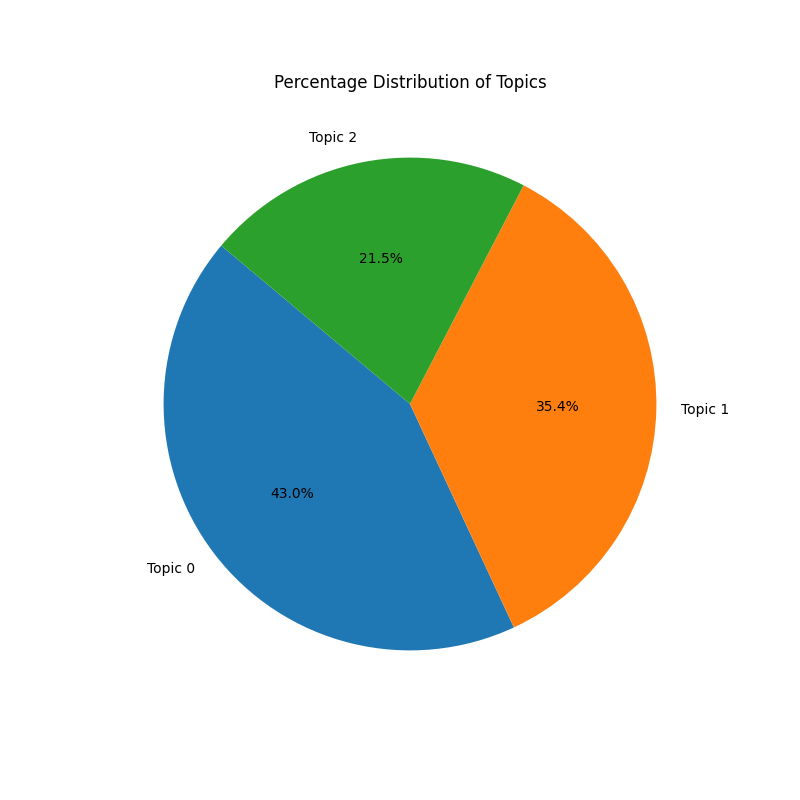 Percentage Distribution of Topics
Topic 2
21.5%
35.4%
Topic 1
43.0%
Topic 0